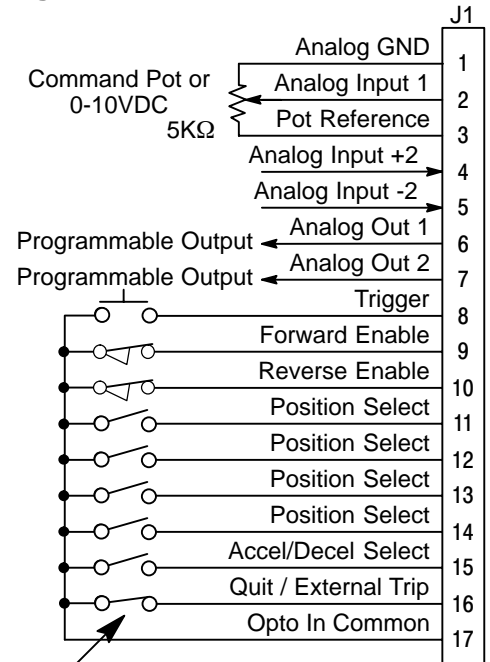 J1
Analog GND 1
Command Pot or
0-10VDC
5KΩ
Analog Input 1 2
Pot Reference 3
Analog Input +2 4
Analog Input -2 5
Programmable Output Analog Out 1 6
Programmable Output Analog Out 2 7
Trigger 8
Forward Enable 9
Reverse Enable 10
Position Select 11
Position Select 12
Position Select 13
Position Select 14
Accel/Decel Select 15
Quit / External Trip 16
Opto In Common 17